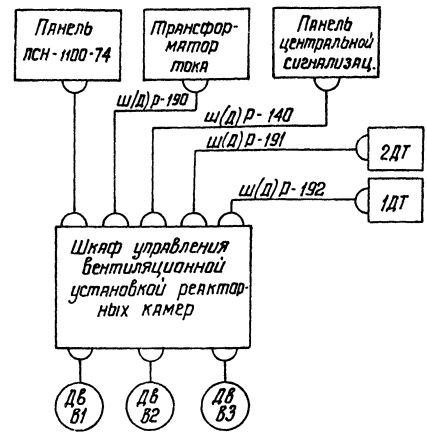 Панель
ПСН-1100-74
Трансфор-
матор
тока
Панель
центральной
сигнализац.
Ш(Д)Р-190
Ш(Д)Р-140
Ш(Д)Р-191
2ДТ
Ш(Д)Р-192
1ДТ
Шкаф управления
вентиляционной
установкой реактор-
ных камер
Дв
В1
Дв
В2
Дв
В3